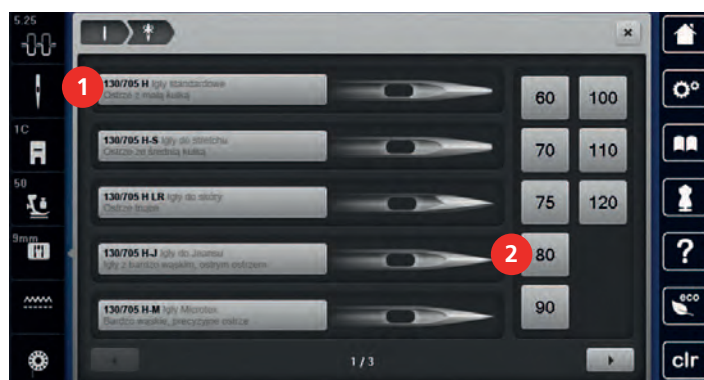 5.25
1C
50
9mm
1
130/705 H Igły standardowe
Ostrze z małą kulką
130/705 H-S Igły do stretchu
Ostrze ze średnią kulką
130/705 H LR Igły do skóry
Ostrze tnące
130/705 H-J Igły do Jeansu
Igły z bardzo wąskim, ostrym ostrzem
130/705 H-M Igły Microtex
Bardzo wąskie, precyzyjne ostrze
60 100
70 110
75 120
2
80
90
1 / 3
×
?
eco
clr